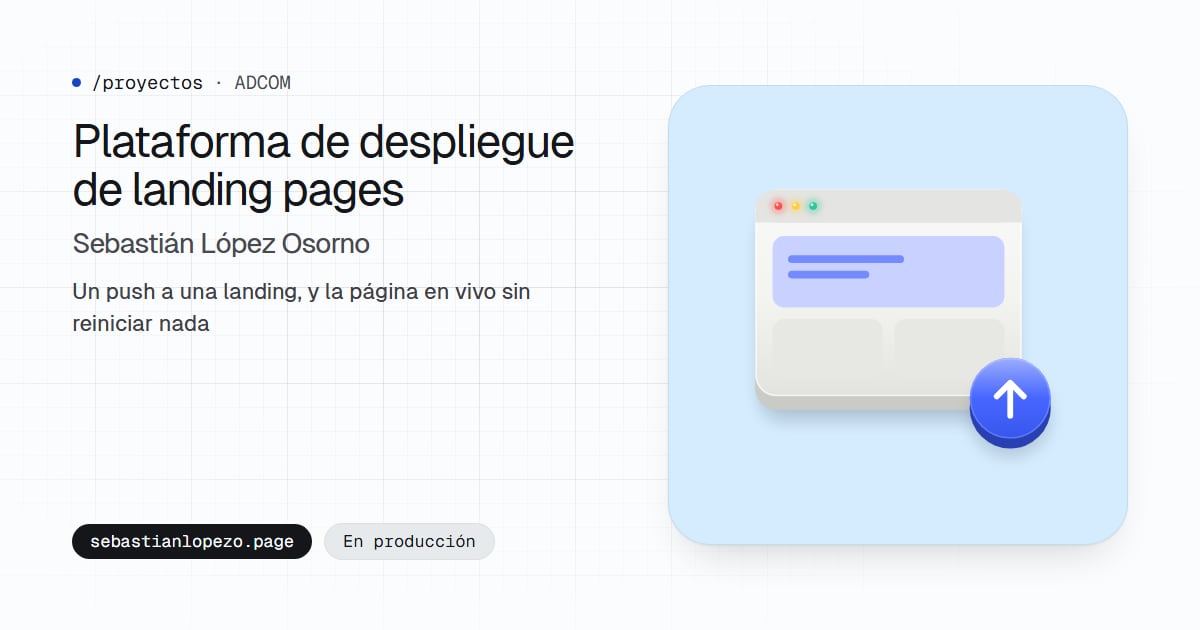 /proyectos · ADCOM
Plataforma de despliegue
de landing pages
Sebastián López Osorno
Un push a una landing, y la página en vivo sin
reiniciar nada
sebastianlopezo.page
En producción